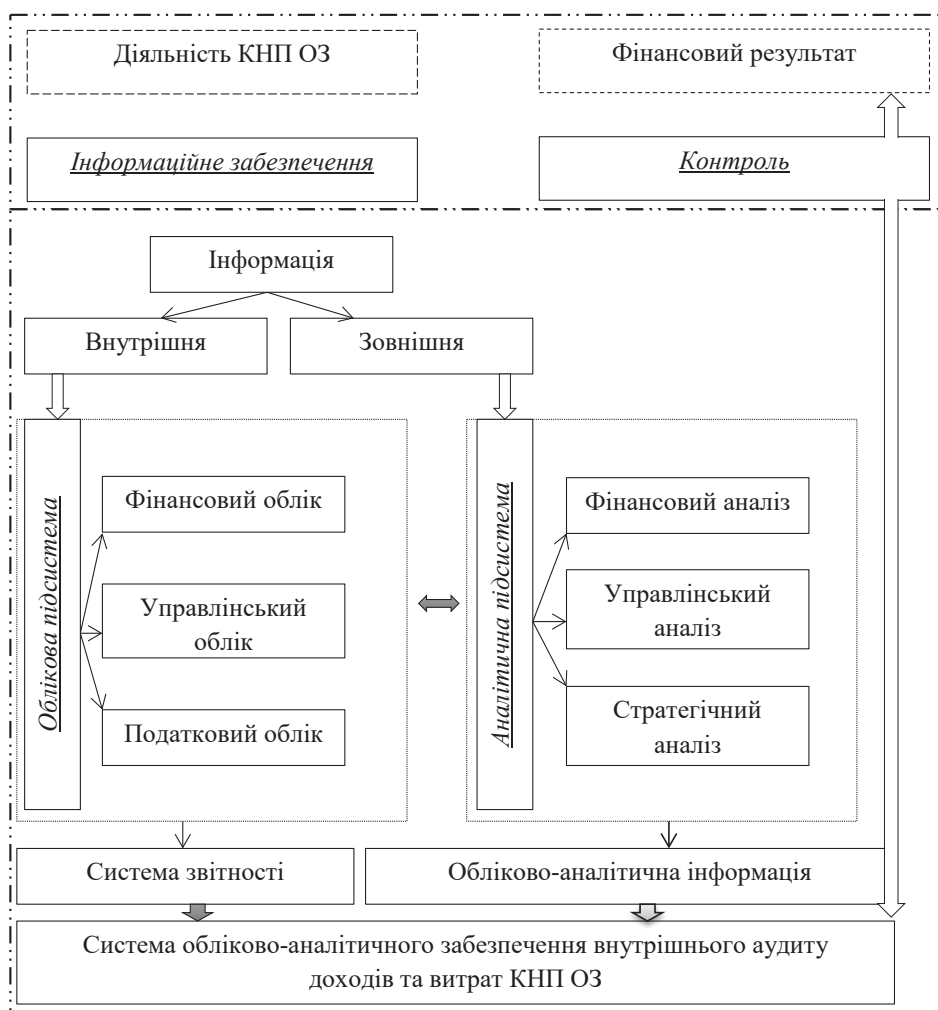 Діяльність КНП ОЗ
Фінансовий результат
Інформаційне забезпечення
Контроль
Інформація
Внутрішня
Зовнішня
Облікова підсистема
Фінансовий облік
Управлінський
облік
Податковий облік
Аналітична підсистема
Фінансовий аналіз
Управлінський
аналіз
Стратегічний
аналіз
Система звітності
Обліково-аналітична інформація
Система обліково-аналітичного забезпечення внутрішнього аудиту
доходів та витрат КНП ОЗ